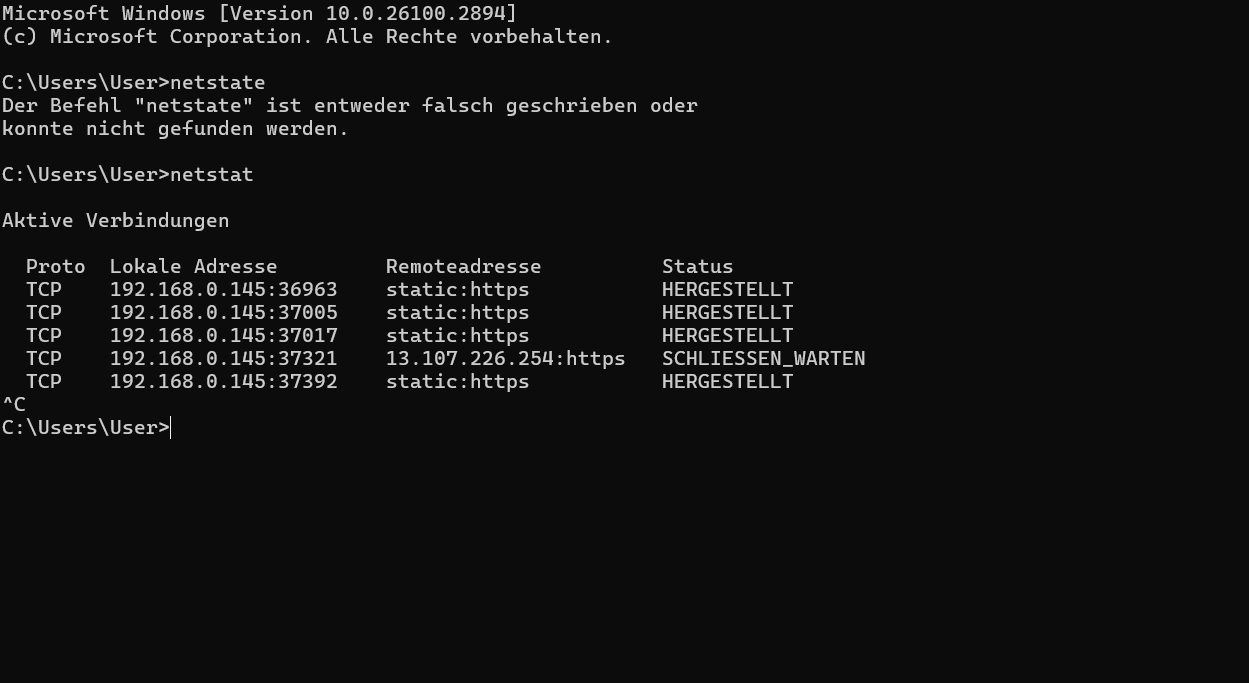 Microsoft Windows [Version 10.0.26100.2894]
(c) Microsoft Corporation. Alle Rechte vorbehalten.
C:\Users\User>netstate
Der Befehl "netstate" ist entweder falsch geschrieben oder
konnte nicht gefunden werden.
C:\Users\User>netstat
Aktive Verbindungen
  Proto  Lokale Adresse         Remoteadresse          Status
  TCP    192.168.0.145:36963    static:https           HERGESTELLT
  TCP    192.168.0.145:37005    static:https           HERGESTELLT
  TCP    192.168.0.145:37017    static:https           HERGESTELLT
  TCP    192.168.0.145:37321    13.107.226.254:https   SCHLIESSEN_WARTEN
  TCP    192.168.0.145:37392    static:https           HERGESTELLT
^C
C:\Users\User>